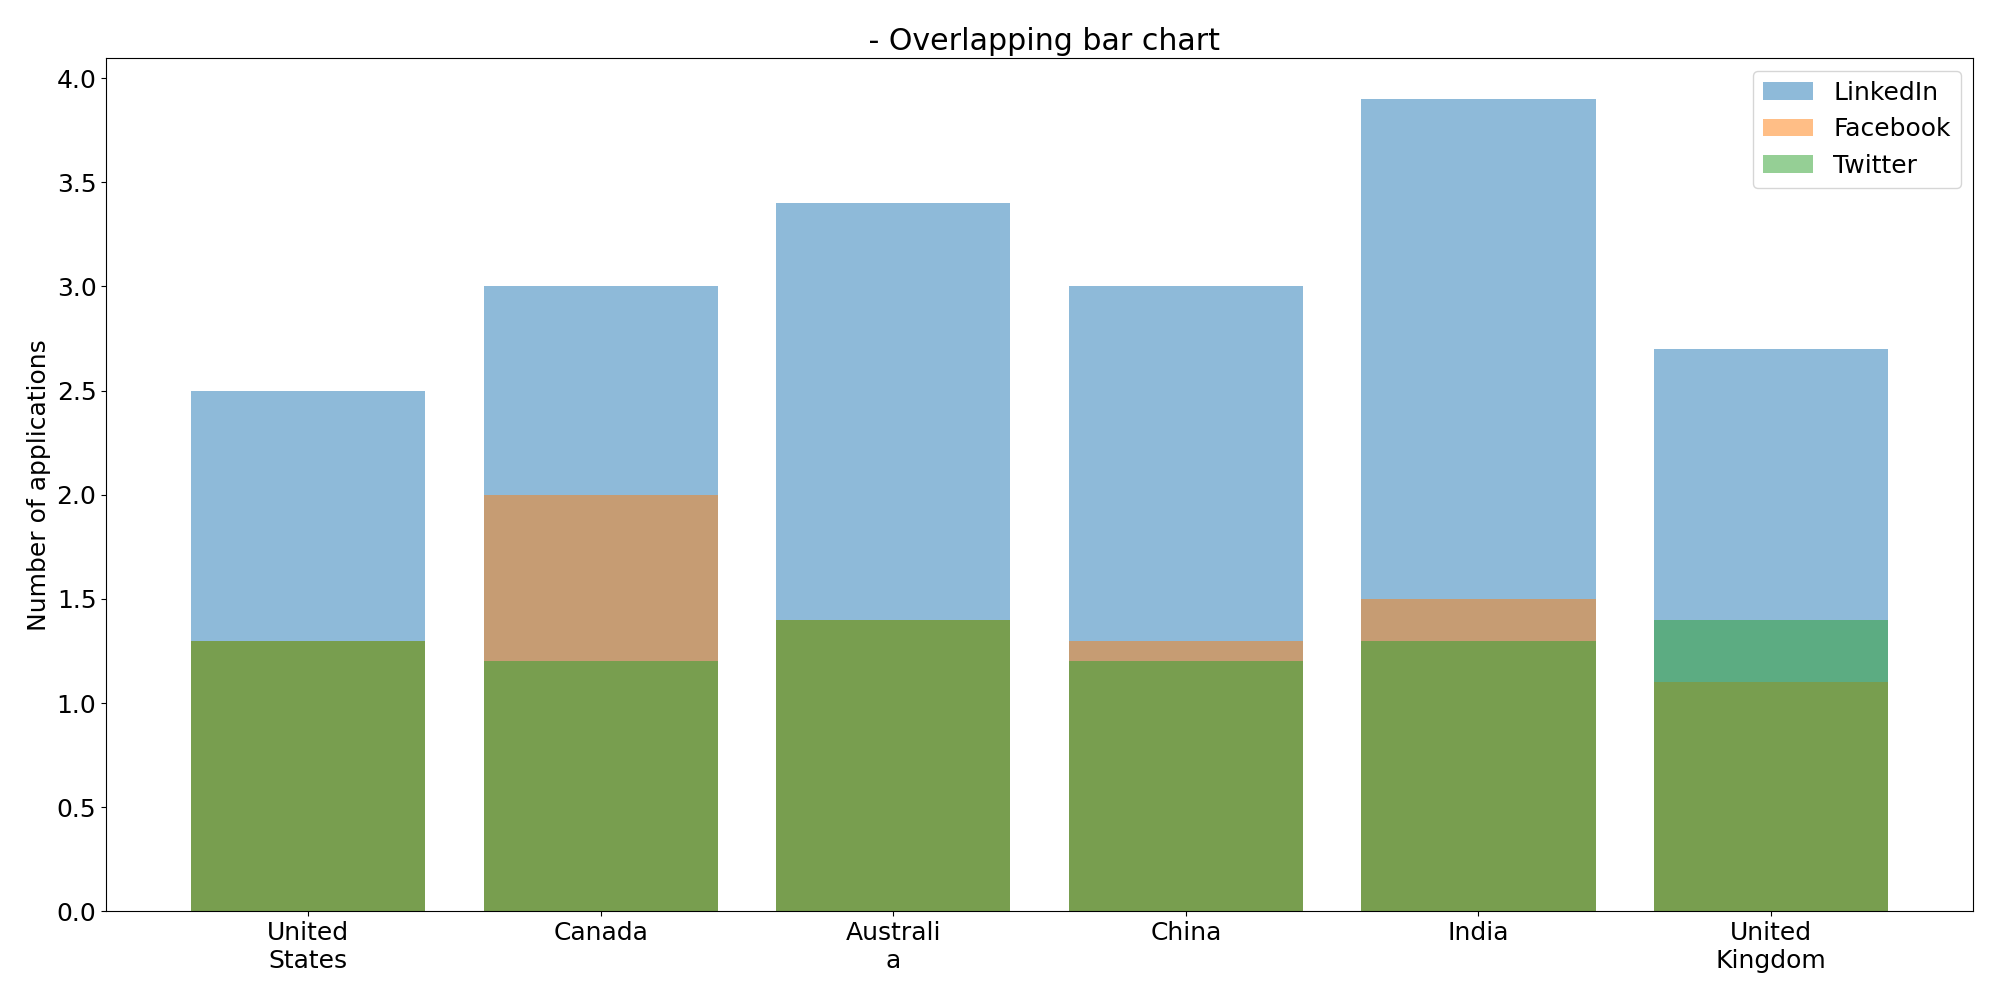 - Overlapping bar chart
LinkedIn
Facebook
Twitter
Number of applications
4.0
3.5
3.0
2.5
2.0
1.5
1.0
0.5
0.0
United
States
Canada
Australi
a
China
India
United
Kingdom